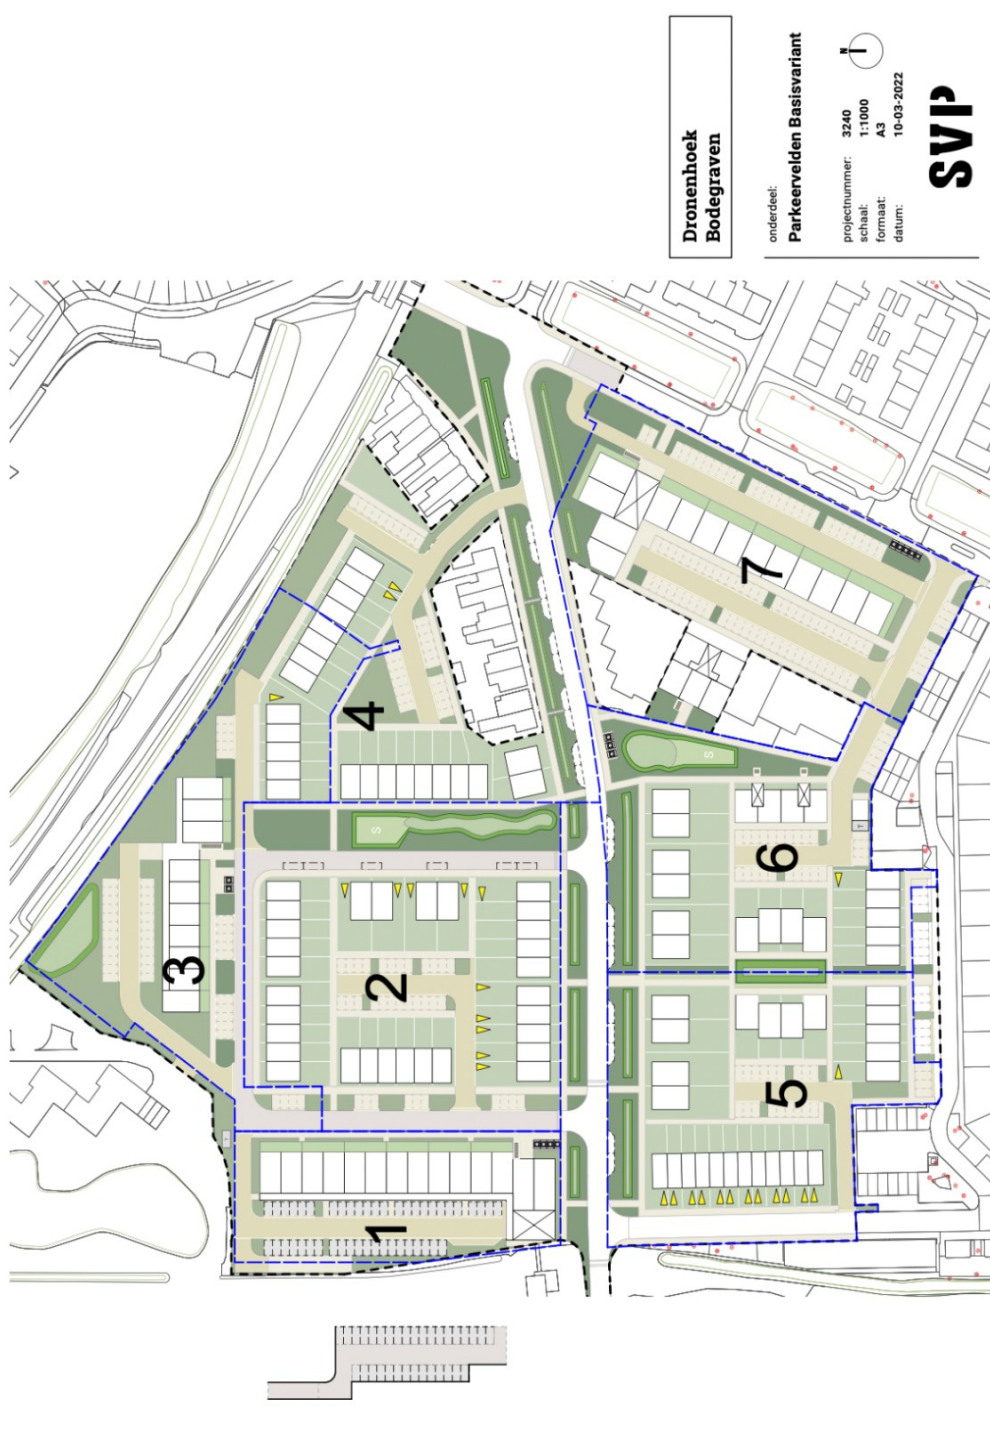 Dronenhoek
Bodegraven
onderdeel:
Parkeervelden Basisvariant
projectnummer: 3240
schaal: 1:1000
formaat: A3
datum: 10-03-2022
N
SVP
1
2
3
4
5
6
7
S
S